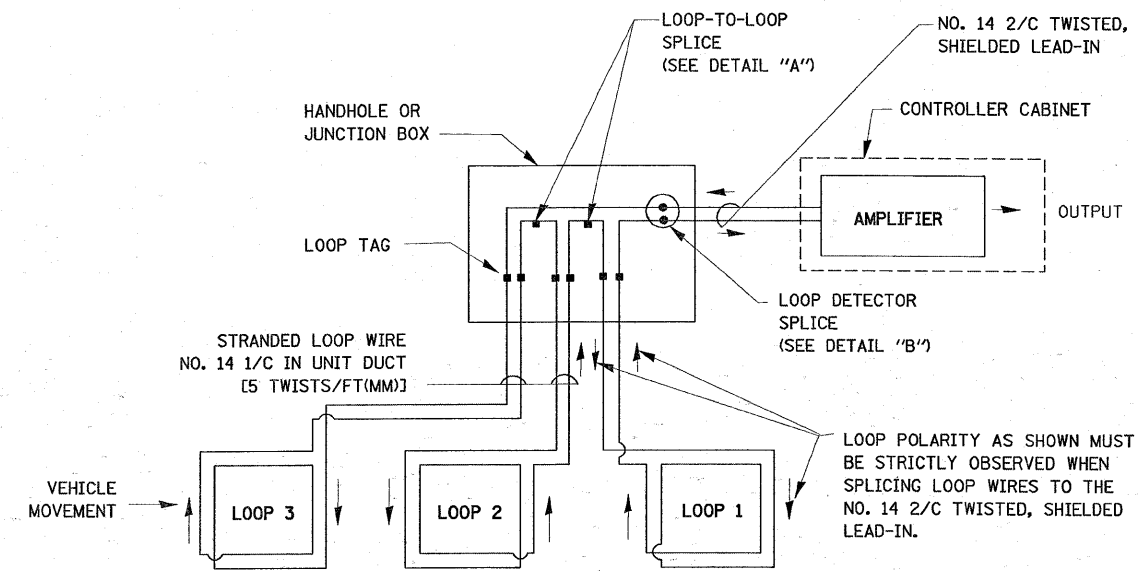 LOOP-TO-LOOP
SPLICE
(SEE DETAIL "A")
NO. 14 2/C TWISTED,
SHIELDED LEAD-IN
HANDHOLE OR
JUNCTION BOX
CONTROLLER CABINET
AMPLIFIER
OUTPUT
LOOP TAG
LOOP DETECTOR
SPLICE
(SEE DETAIL "B")
STRANDED LOOP WIRE
NO. 14 1/C IN UNIT DUCT
[5 TWISTS/FT(MM)]
LOOP POLARITY AS SHOWN MUST
BE STRICTLY OBSERVED WHEN
SPLICING LOOP WIRES TO THE
NO. 14 2/C TWISTED, SHIELDED
LEAD-IN.
VEHICLE
MOVEMENT
LOOP 3
LOOP 2
LOOP 1